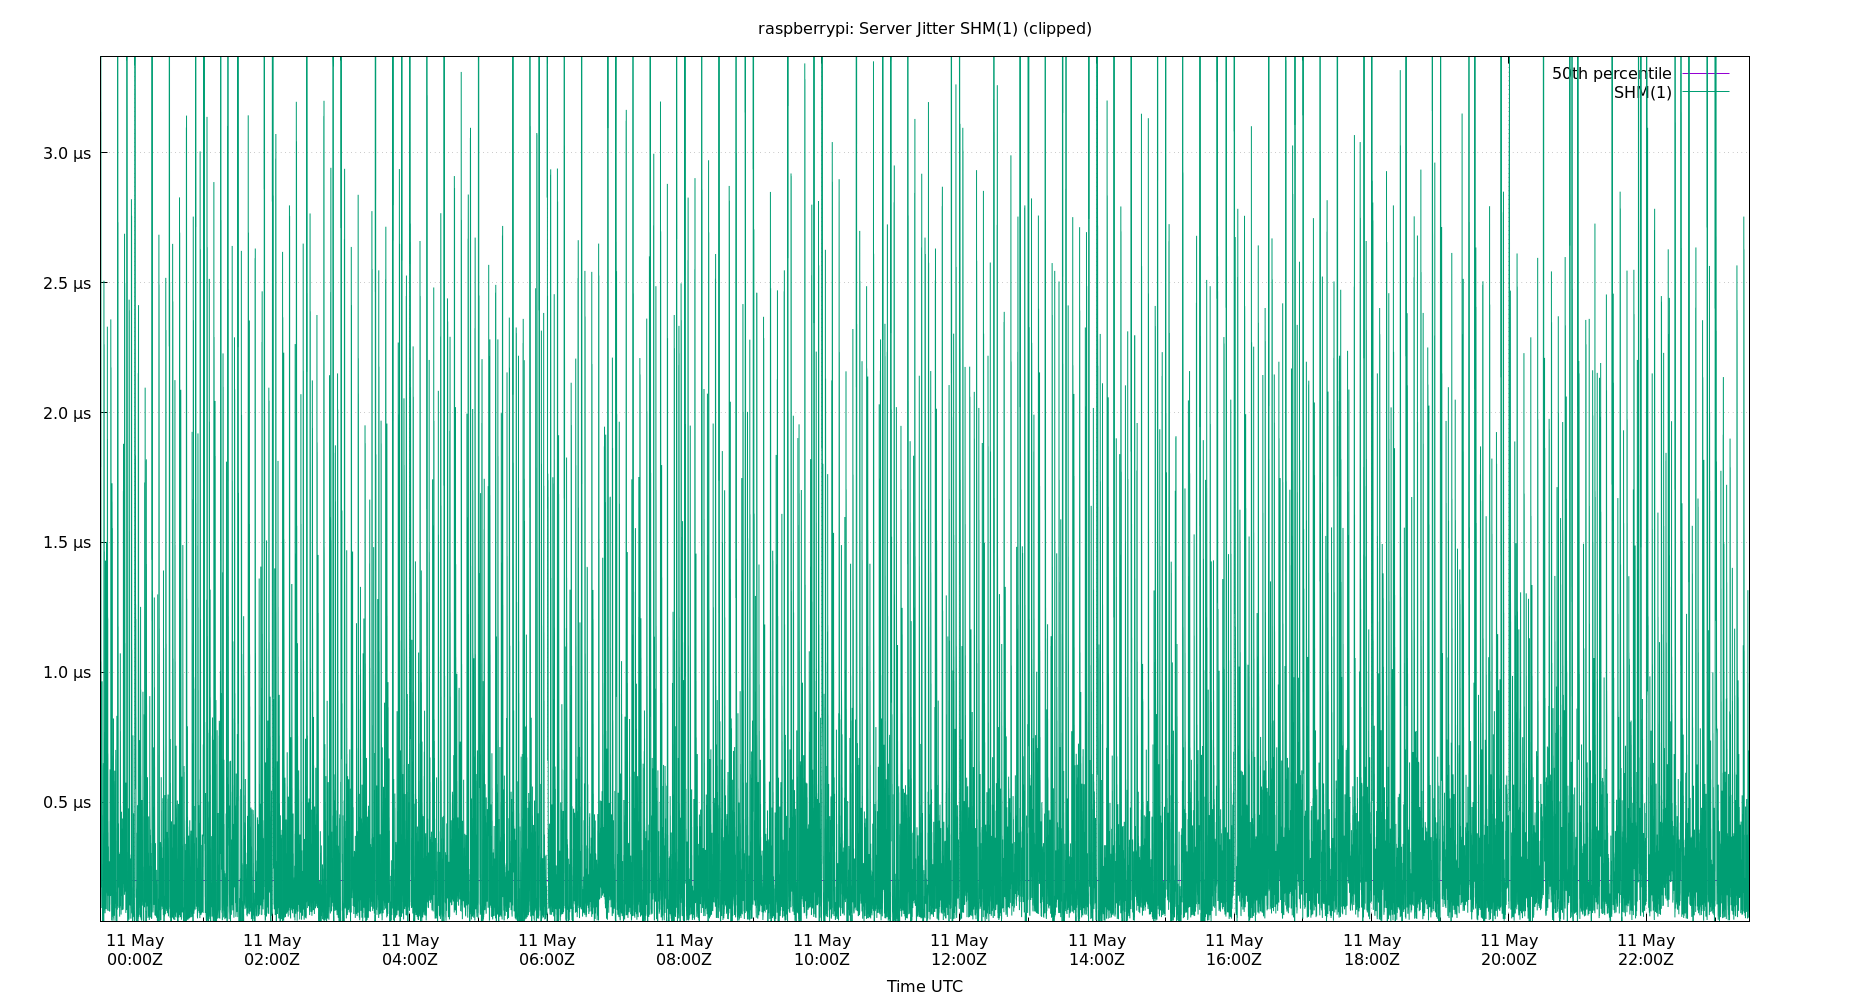 raspberrypi: Server Jitter SHM(1) (clipped)
50th percentile
SHM(1)
3.0 µs
2.5 µs
2.0 µs
1.5 µs
1.0 µs
0.5 µs
11 May 11 May 11 May 11 May 11 May 11 May 11 May 11 May 11 May 11 May 11 May 11 May
00:00Z 02:00Z 04:00Z 06:00Z 08:00Z 10:00Z 12:00Z 14:00Z 16:00Z 18:00Z 20:00Z 22:00Z
Time UTC